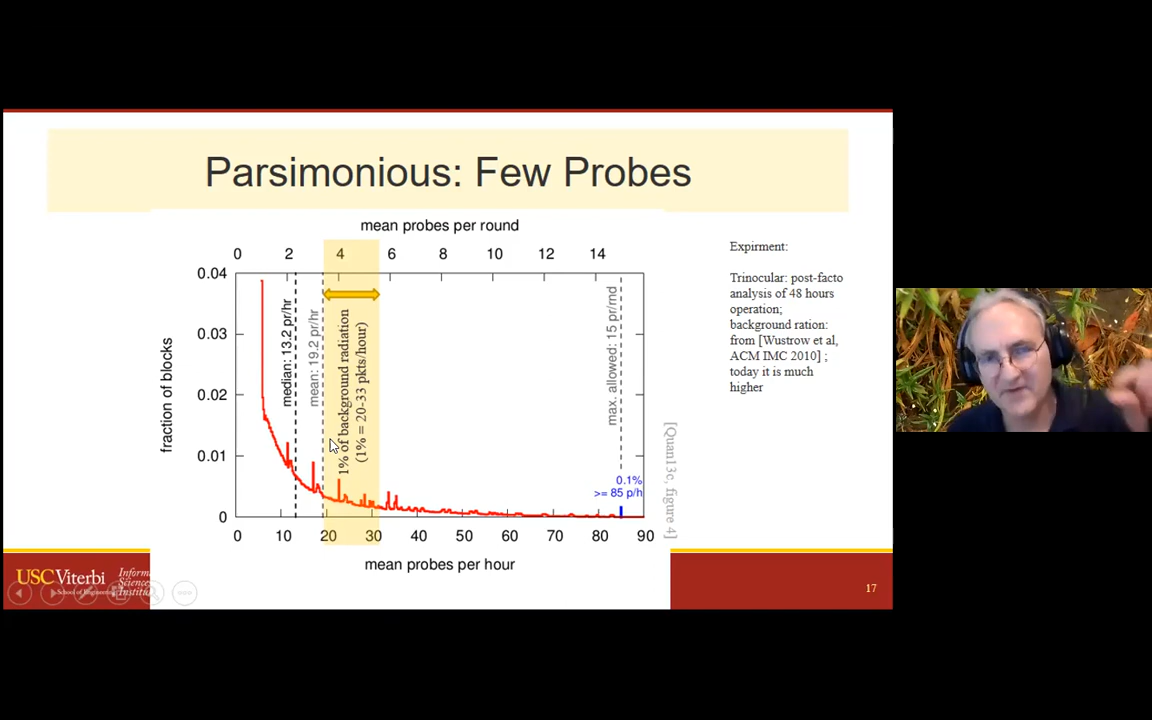 Parsimonious: Few Probes
mean probes per round
0 2 4 6 8 10 12 14
0.04
0.03
0.02
0.01
0
fraction of blocks
median: 13.2 pr/hr
mean: 19.2 pr/hr
1% of background radiation
(1% = 20-33 pkts/hour)
max. allowed: 15 pr/rnd
0.1%
>= 85 p/h
0 10 20 30 40 50 60 70 80 90
mean probes per hour
[Quan13c, figure 4]
Expirment:
Trinocular: post-facto
analysis of 48 hours
operation;
background ration:
from [Wustrow et al,
ACM IMC 2010] ;
today it is much
higher
USC Viterbi
School of Engineering
17